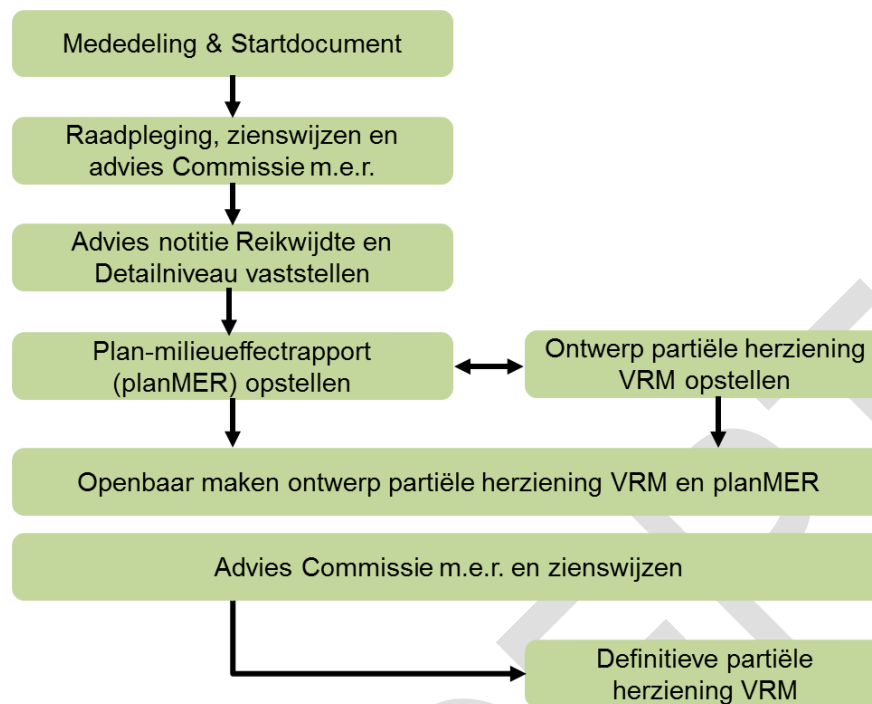 Mededeling & Startdocument
Raadpleging, zienswijzen en
advies Commissie m.e.r.
Advies notitie Reikwijdte en
Detailniveau vaststellen
Plan-milieueffectrapport
(planMER) opstellen
Ontwerp partiële herziening
VRM opstellen
Openbaar maken ontwerp partiële herziening VRM en planMER
Advies Commissie m.e.r. en zienswijzen
Definitieve partiële
herziening VRM